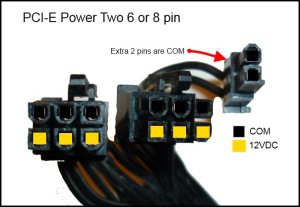 PCI-E Power Two 6 or 8 pin
Extra 2 pins are COM
COM
12VDC